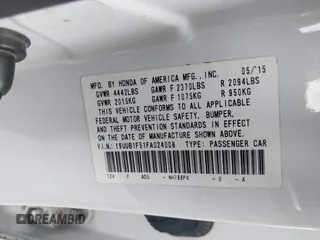 MFD. BY HONDA OF AMERICA MFG., INC. 05/15
GVWR 4442LBS GAWR F 2370LBS R 2094LBS
GVWR 2015KG GAWR F 1075KG R 950KG
THIS VEHICLE CONFORMS TO ALL APPLICABLE
FEDERAL MOTOR VEHICLE SAFETY, BUMPER,
AND THEFT PREVENTION STANDARDS IN EFFECT
ON THE DATE OF MANUFACTURE SHOWN ABOVE.
V.I.N.: 19UUB1F51FA024008 TYPE: PASSENGER CAR
NH788PX
DREAMBID